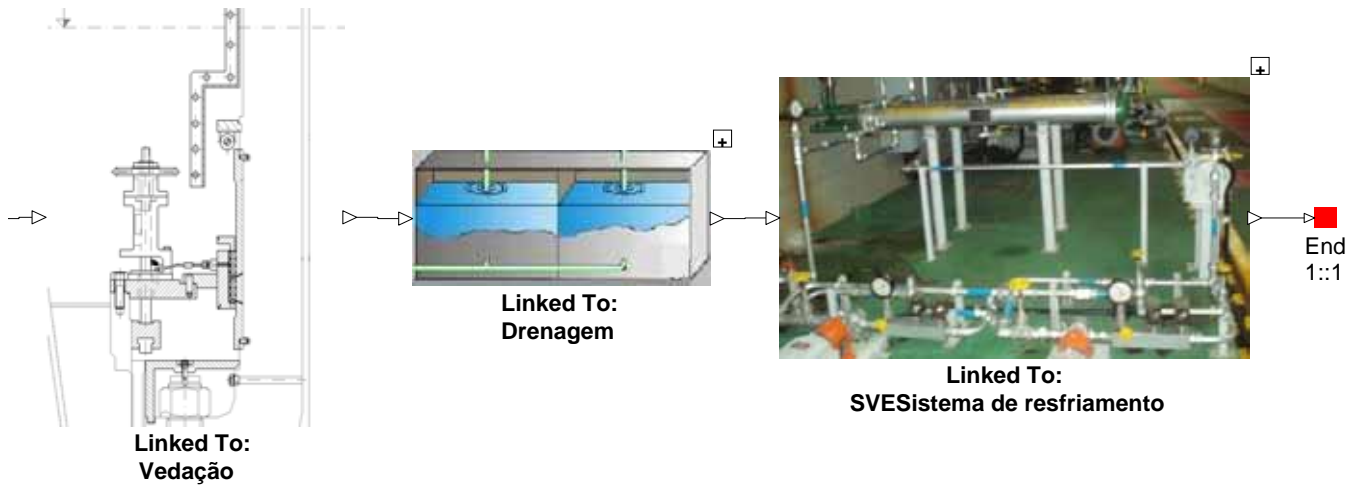 Linked To:
Vedação
Linked To:
Drenagem
Linked To:
SVESistema de resfriamento
End
1::1